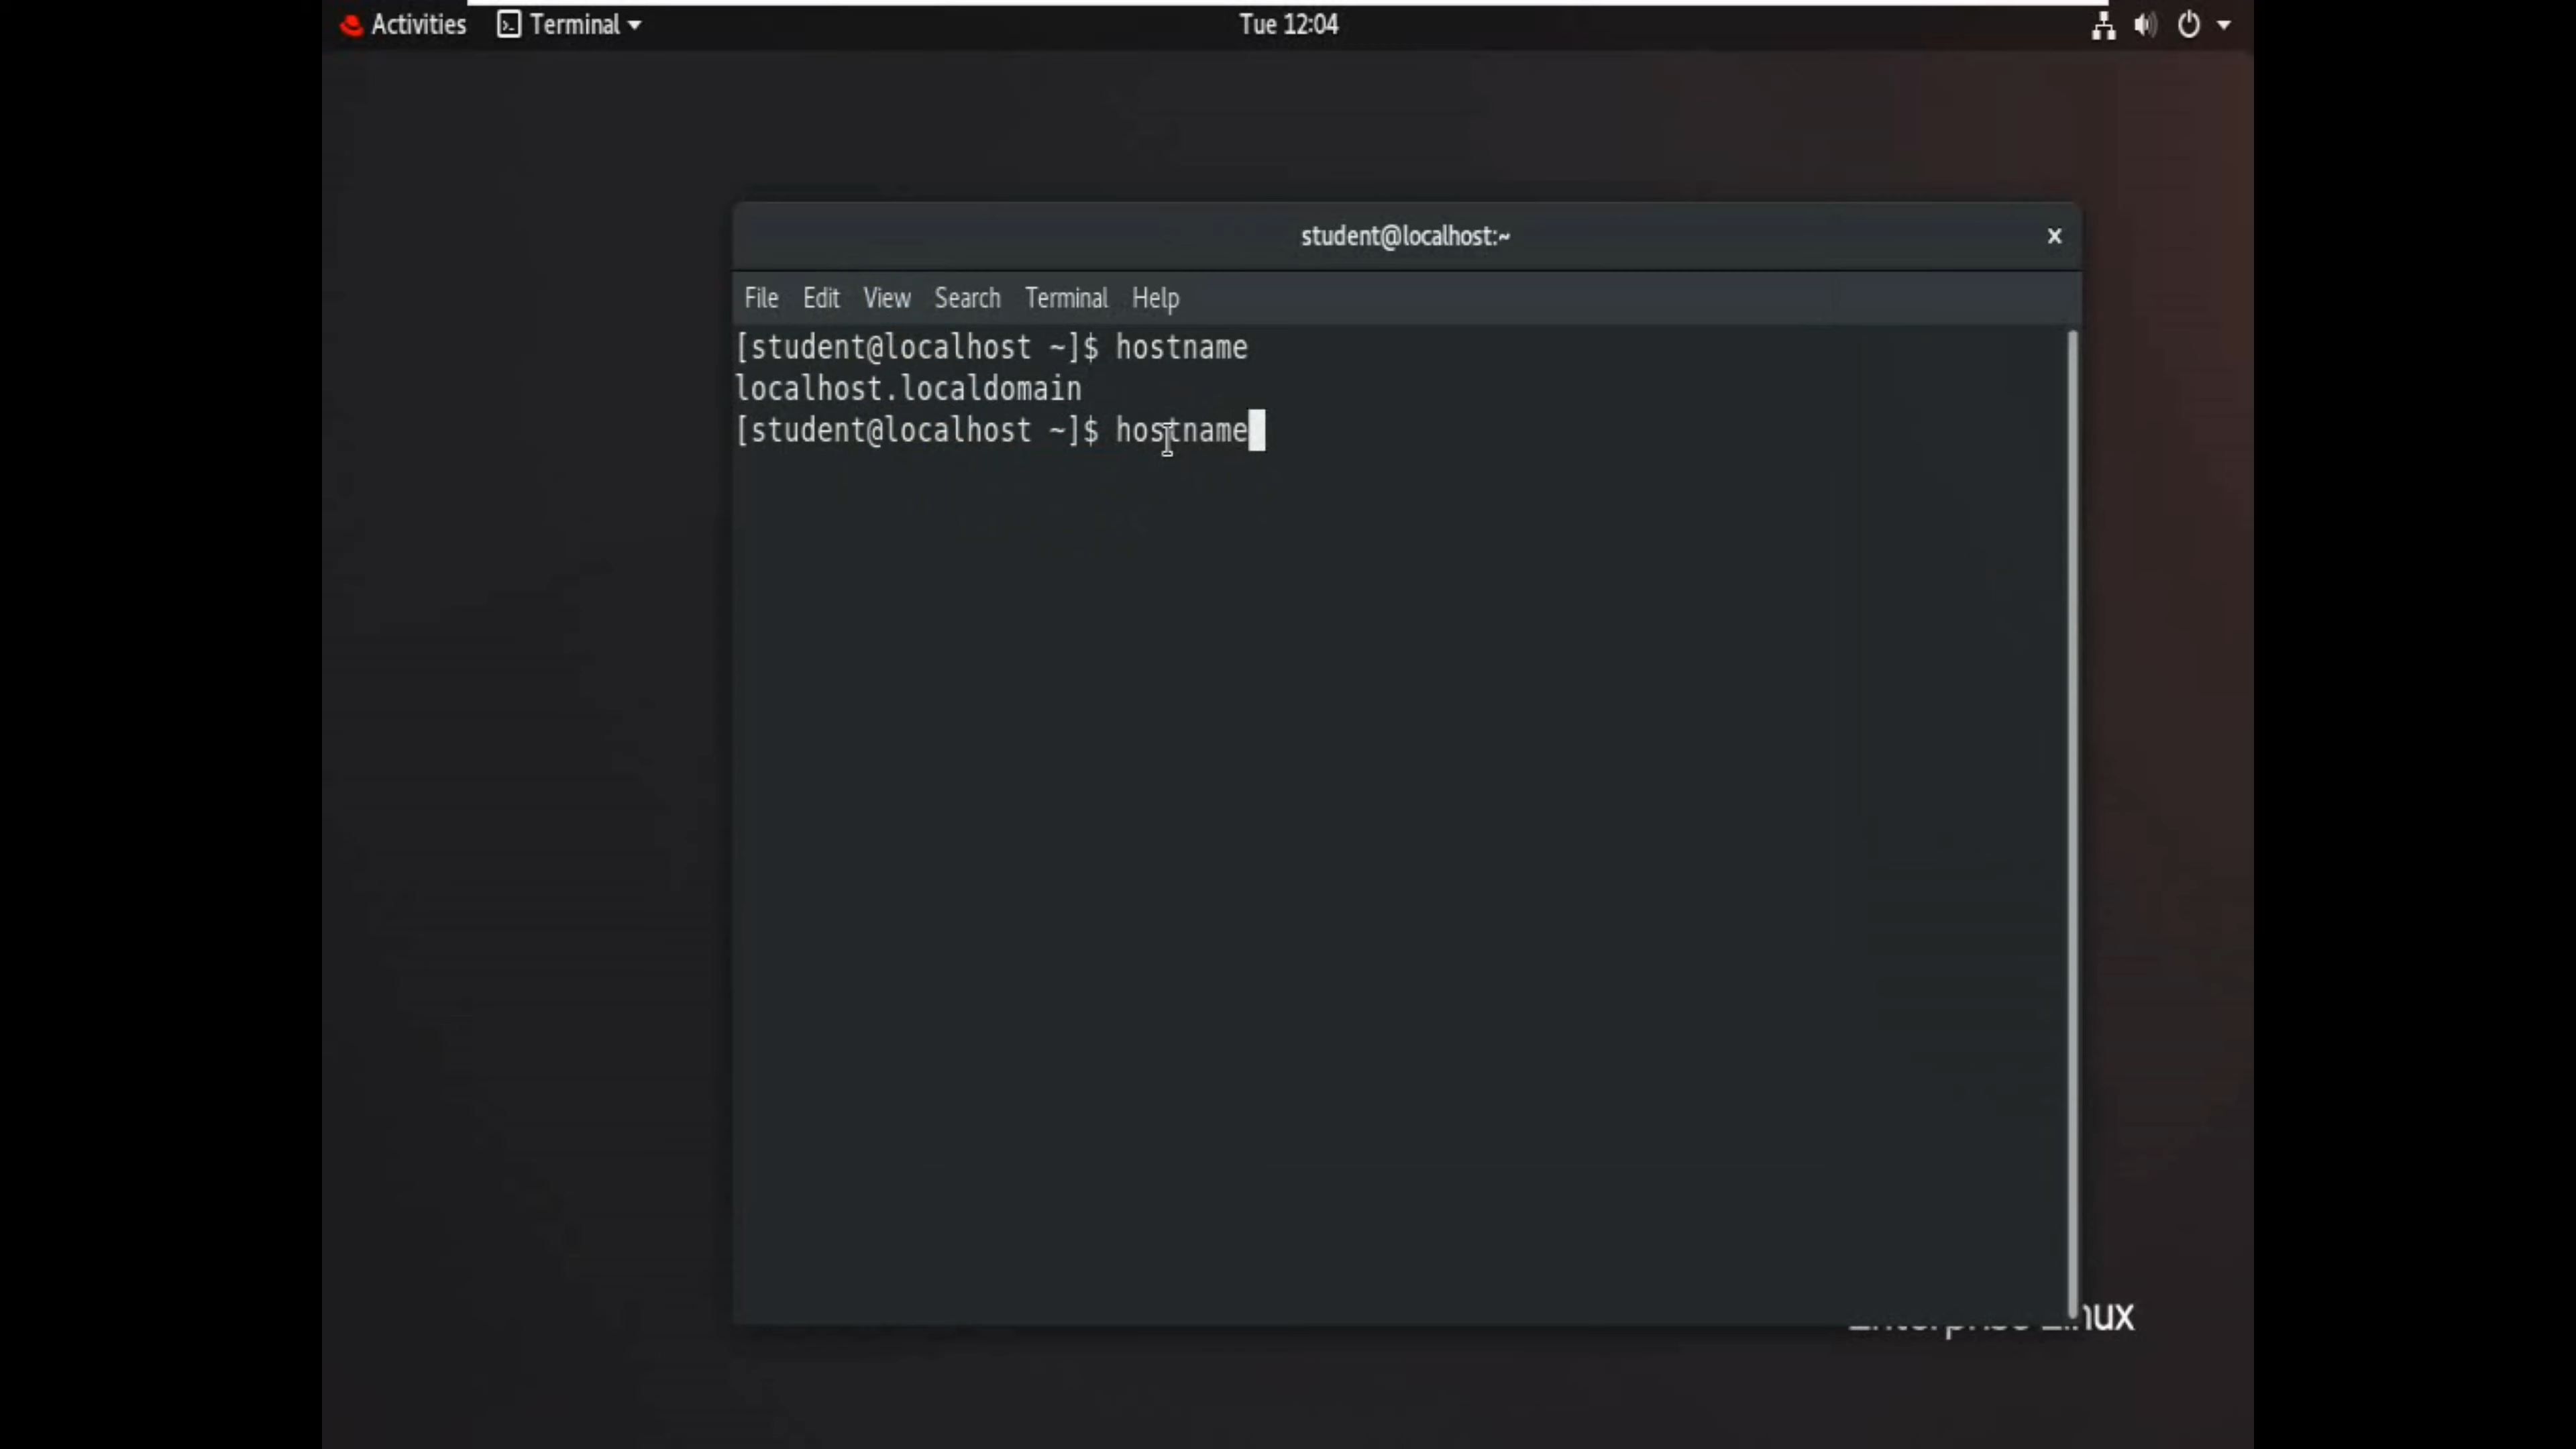 Activities Terminal Tue 12:04
student@localhost:~ x
File Edit View Search Terminal Help
[student@localhost ~]$ hostname
localhost.localdomain
[student@localhost ~]$ hostname